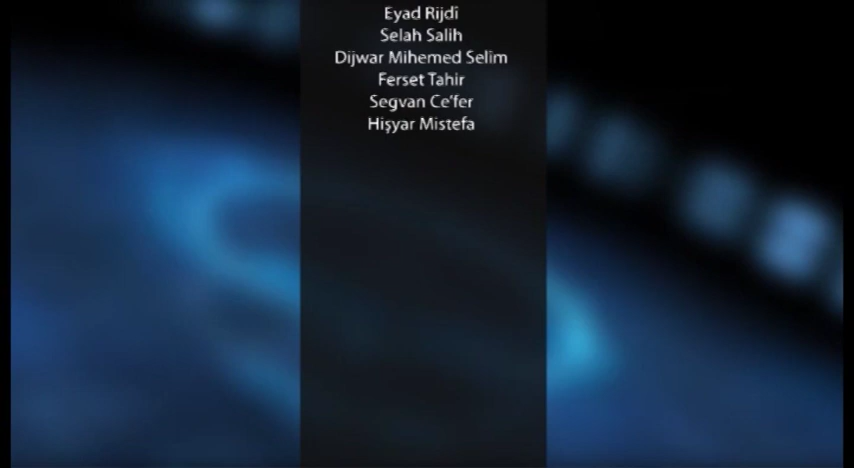 Eyad Rijdî
Selah Salih
Dijwar Mihemed Selîm
Ferset Tahir
Segvan Ce'fer
Hişyar Mistefa